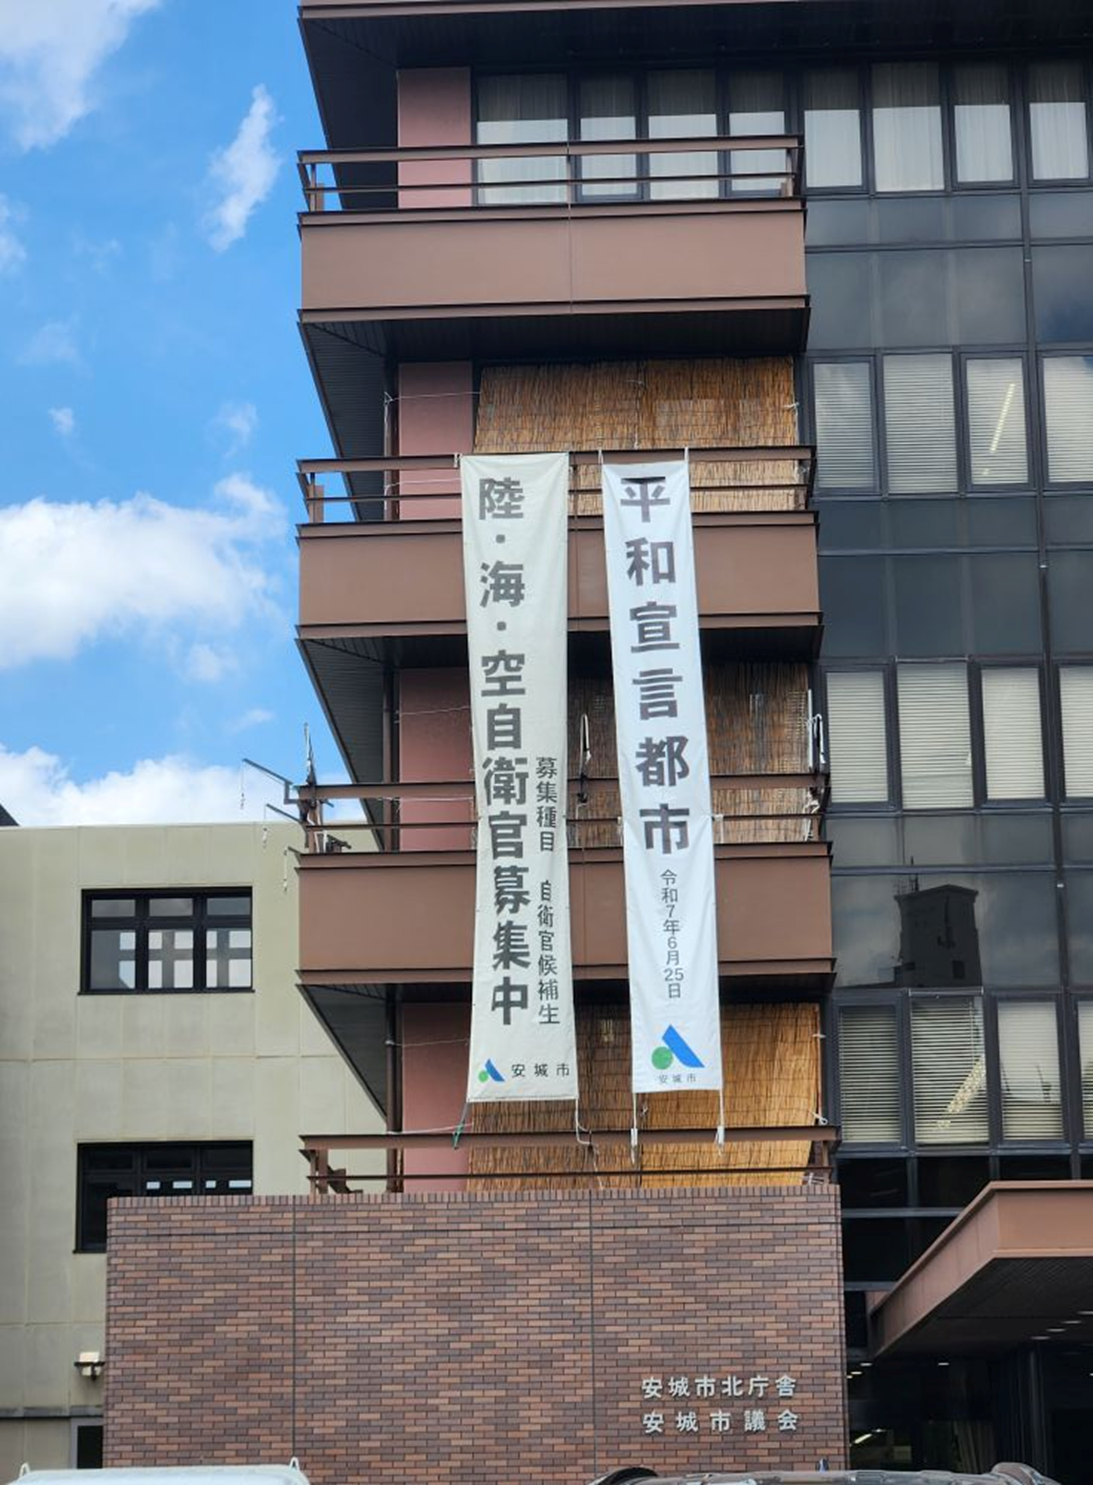 陸・海・空自衛官募集中
募集種目 自衛官候補生
安城市
平和宣言都市
令和7年6月25日
安城市
安城市北庁舎
安城市議会